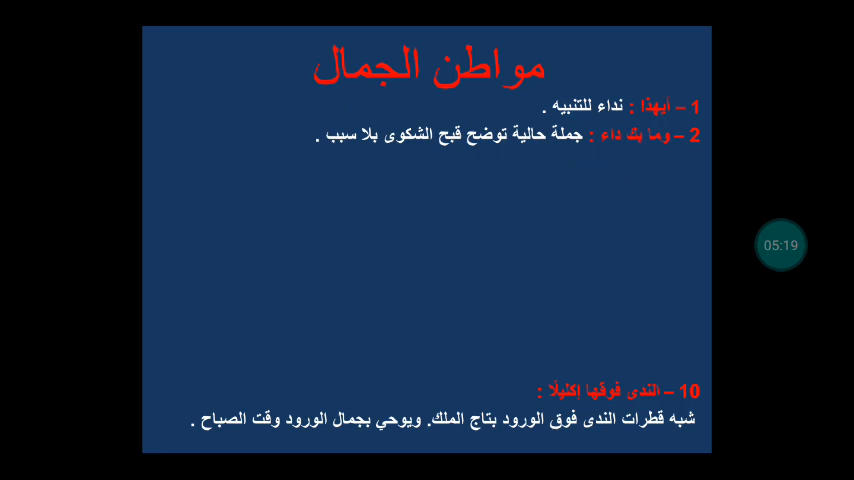 مواطن الجمال
1 – أيهذا : نداء للتنبيه .
2 – وما بك داء : جملة حالية توضح قبح الشكوى بلا سبب .
10 – الندى فوقها إكليلًا :
شبه قطرات الندى فوق الورود بتاج الملك. ويوحي بجمال الورود وقت الصباح .
05:19